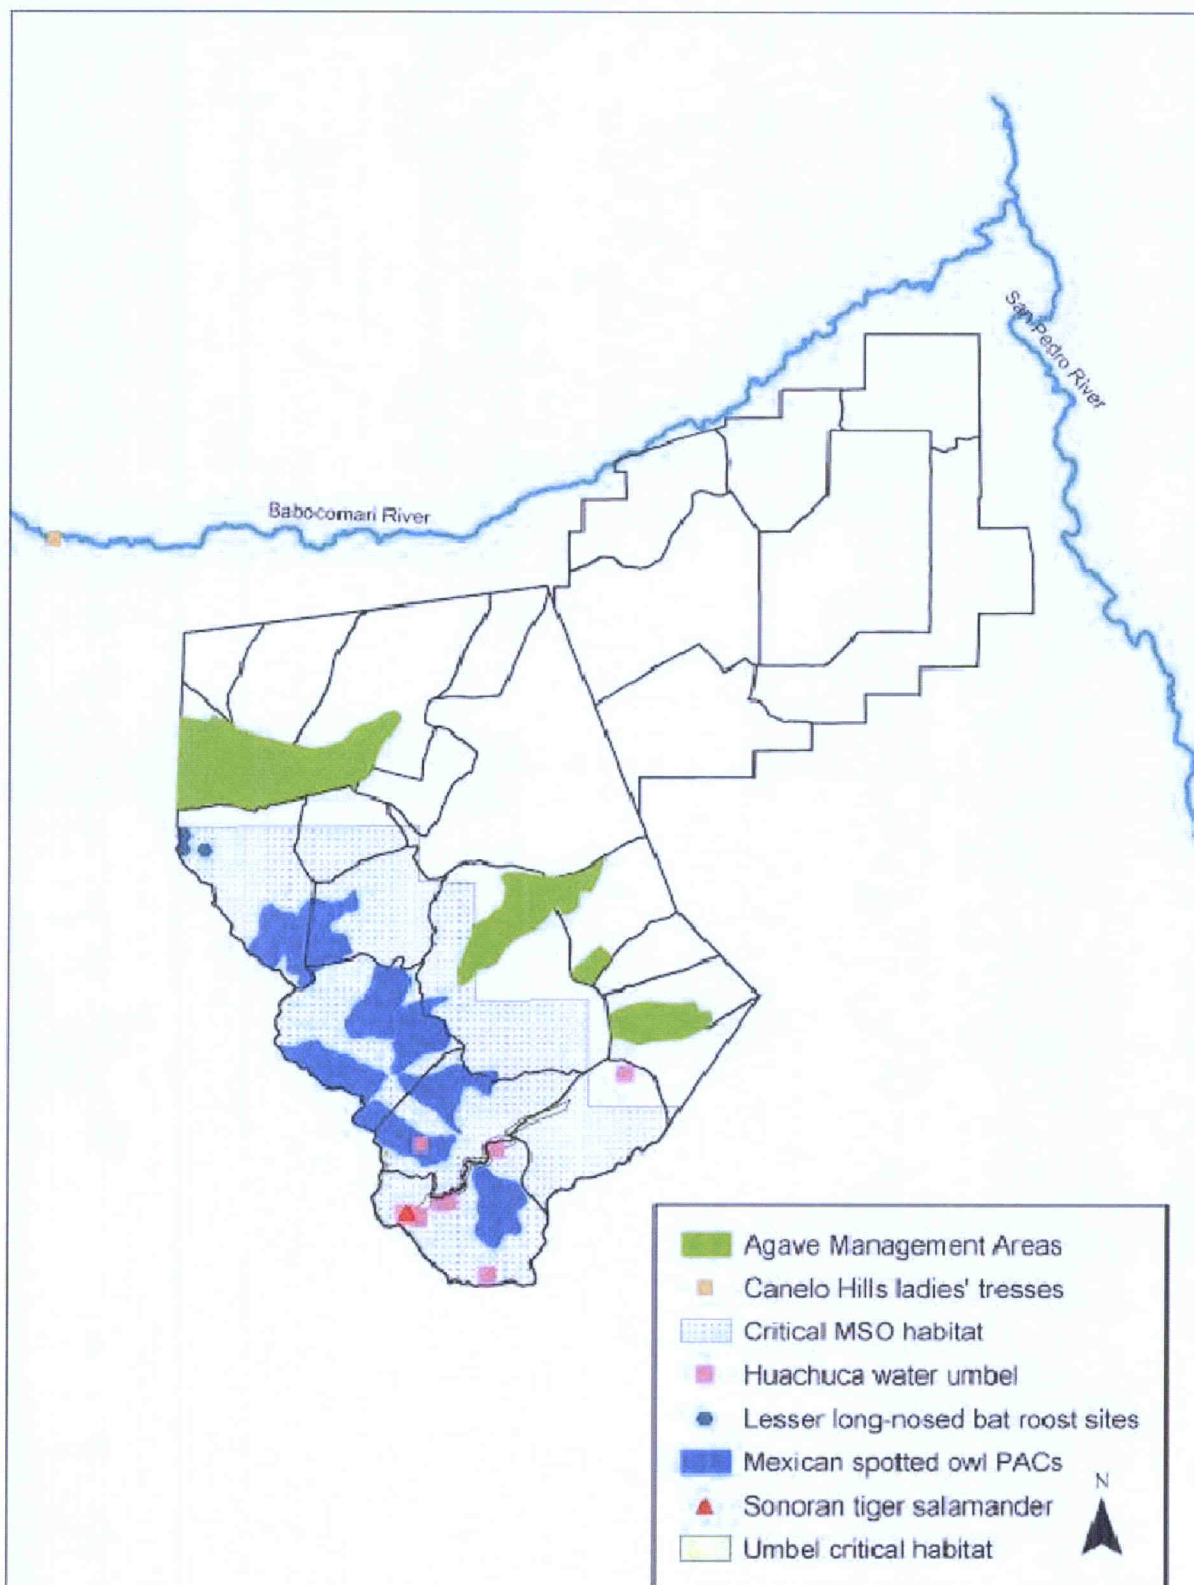 San Pedro River
Babocomari River
Agave Management Areas
Canelo Hills ladies' tresses
Critical MSO habitat
Huachuca water umbel
Lesser long-nosed bat roost sites
Mexican spotted owl PACs
N
Sonoran tiger salamander
Umbel critical habitat